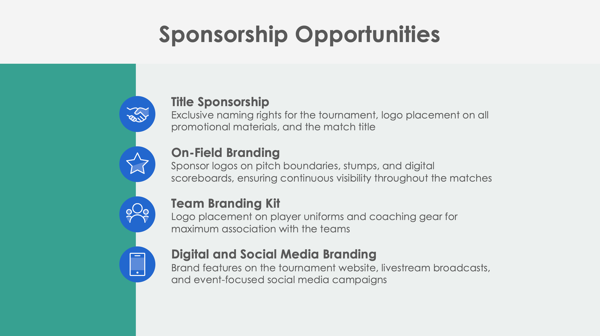 Sponsorship Opportunities
Title Sponsorship
Exclusive naming rights for the tournament, logo placement on all
promotional materials, and the match title
On-Field Branding
Sponsor logos on pitch boundaries, stumps, and digital
scoreboards, ensuring continuous visibility throughout the matches
Team Branding Kit
Logo placement on player uniforms and coaching gear for
maximum association with the teams
Digital and Social Media Branding
Brand features on the tournament website, livestream broadcasts,
and event-focused social media campaigns